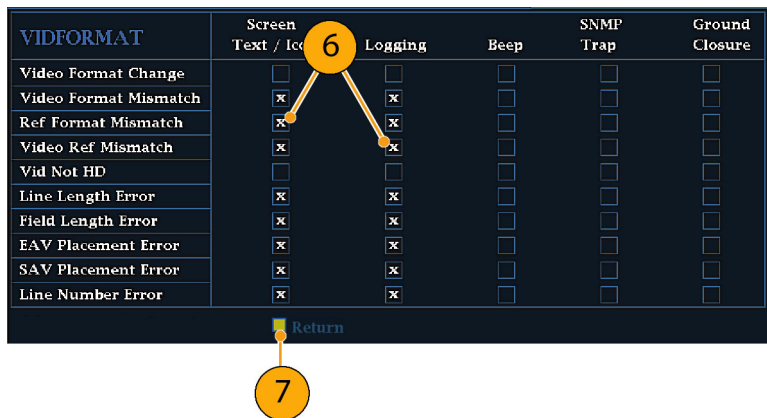 VIDFORMAT
Screen Text / Ico
Logging
Beep
SNMP Trap
Ground Closure
6
Video Format Change
Video Format Mismatch
x x
Ref Format Mismatch
x x
Video Ref Mismatch
x x
Vid Not HD
Line Length Error
x x
Field Length Error
x x
EAV Placement Error
x x
SAV Placement Error
x x
Line Number Error
x x
Return
7